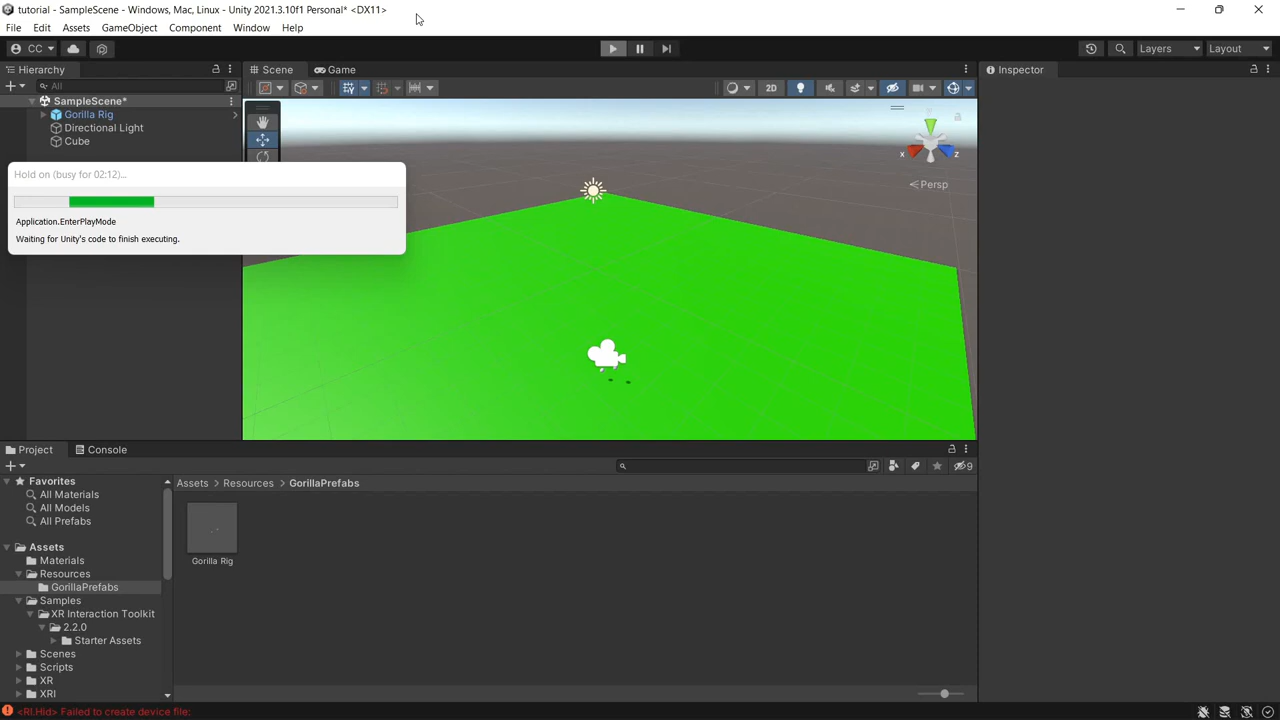 tutorial - SampleScene - Windows, Mac, Linux - Unity 2021.3.10f1 Personal* <DX11>
File Edit Assets GameObject Component Window Help
CC Layers Layout
Hierarchy Scene Game Inspector
All 2D
SampleScene*
Gorilla Rig
Directional Light
Cube
x z
Persp
Hold on (busy for 02:12)...
Application.EnterPlayMode
Waiting for Unity's code to finish executing.
Project Console
9
Favorites
All Materials
All Models
All Prefabs
Assets
Materials
Resources
GorillaPrefabs
Samples
XR Interaction Toolkit
2.2.0
Starter Assets
Scenes
Scripts
XR
XRI
Assets > Resources > GorillaPrefabs
Gorilla Rig
<RI.Hid> Failed to create device file: